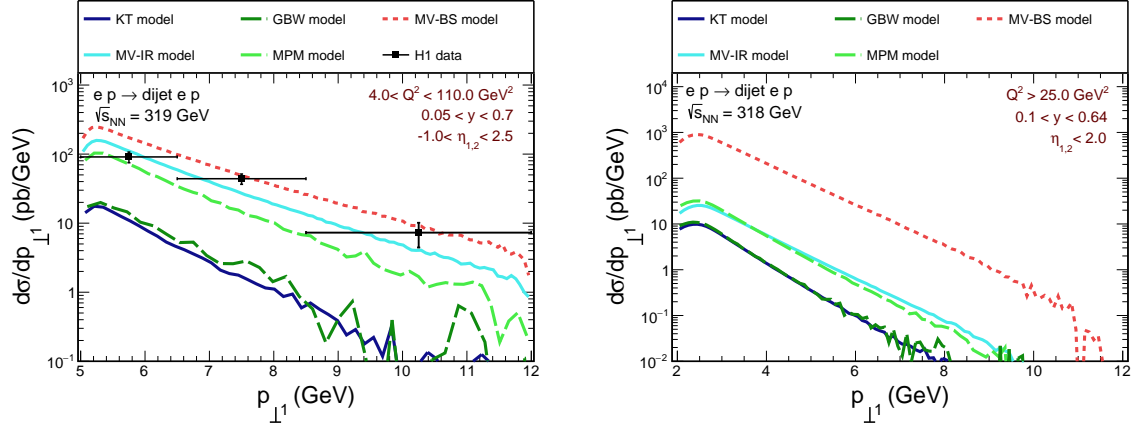 KT model GBW model MV-BS model
MV-IR model MPM model H1 data
e p → dijet e p
√s_NN = 319 GeV
4.0< Q² < 110.0 GeV²
0.05 < y < 0.7
-1.0< η_1,2 < 2.5
10³
10²
10
1
10⁻¹
dσ/dp_⊥1 (pb/GeV)
5 6 7 8 9 10 11 12
p_⊥1 (GeV)
KT model GBW model MV-BS model
MV-IR model MPM model
e p → dijet e p
√s_NN = 318 GeV
Q² > 25.0 GeV²
0.1 < y < 0.64
η_1,2 < 2.0
10⁴
10³
10²
10
1
10⁻¹
10⁻²
dσ/dp_⊥1 (pb/GeV)
2 4 6 8 10 12
p_⊥1 (GeV)